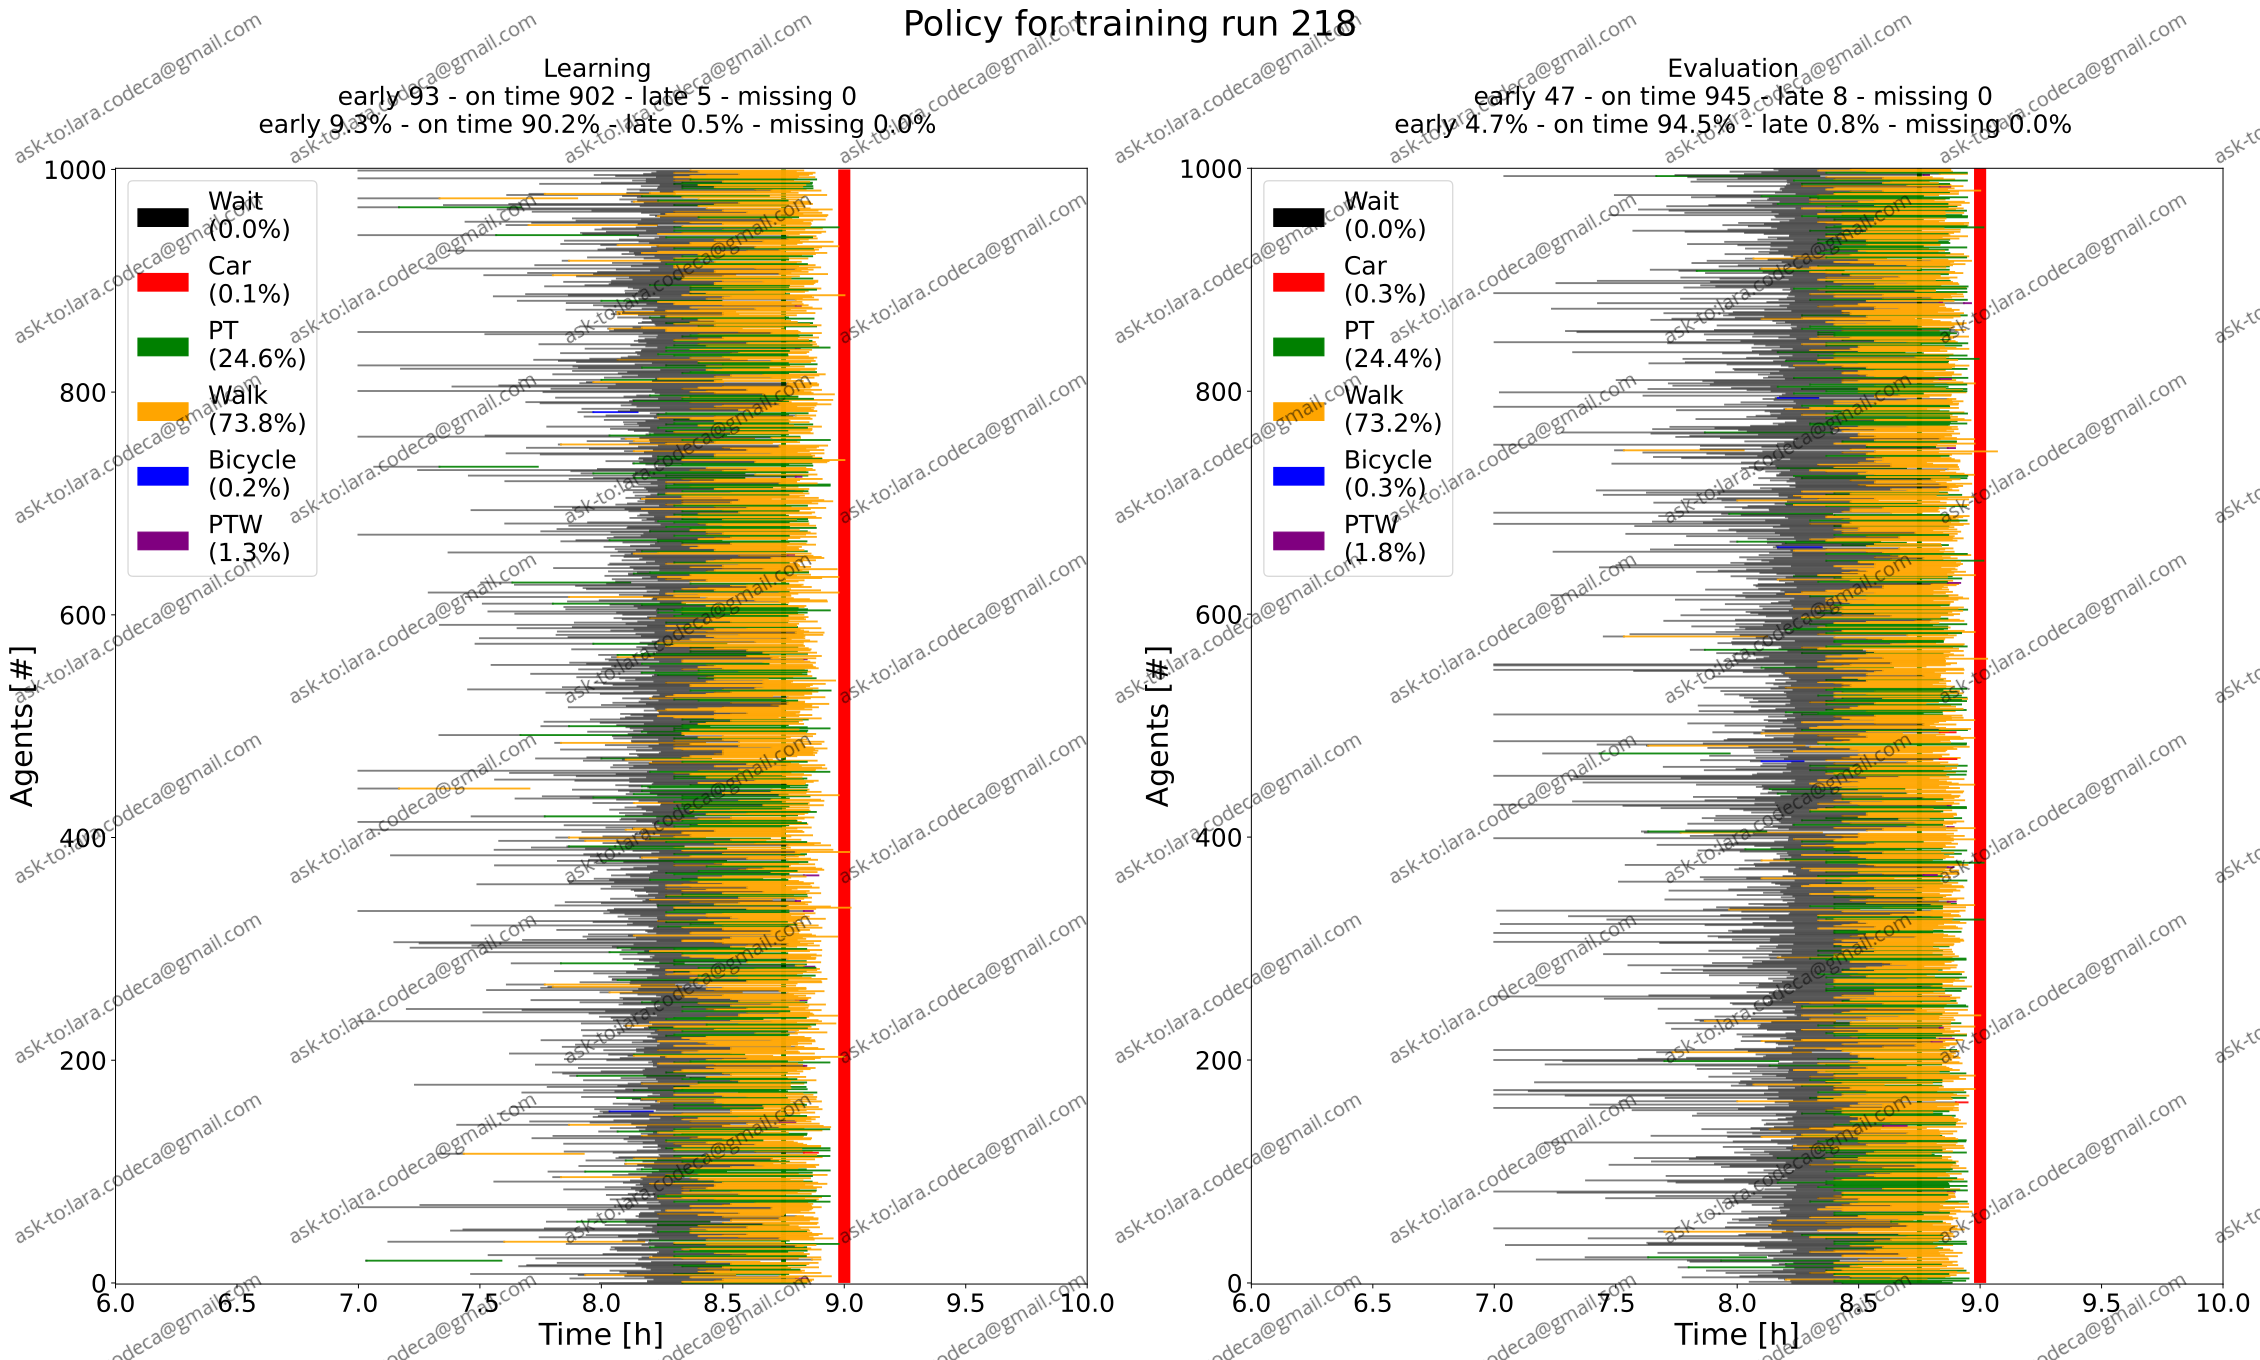 Policy for training run 218
Learning
early 93 - on time 902 - late 5 - missing 0
early 9.3% - on time 90.2% - late 0.5% - missing 0.0%
1000
800
600
400
200
0
Agents [#]
Wait
(0.0%)
Car
(0.1%)
PT
(24.6%)
Walk
(73.8%)
Bicycle
(0.2%)
PTW
(1.3%)
6.0 6.5 7.0 7.5 8.0 8.5 9.0 9.5 10.0
Time [h]
Evaluation
early 47 - on time 945 - late 8 - missing 0
early 4.7% - on time 94.5% - late 0.8% - missing 0.0%
1000
800
600
400
200
0
Agents [#]
Wait
(0.0%)
Car
(0.3%)
PT
(24.4%)
Walk
(73.2%)
Bicycle
(0.3%)
PTW
(1.8%)
6.0 6.5 7.0 7.5 8.0 8.5 9.0 9.5 10.0
Time [h]
ask-to:lara.codeca@gmail.com